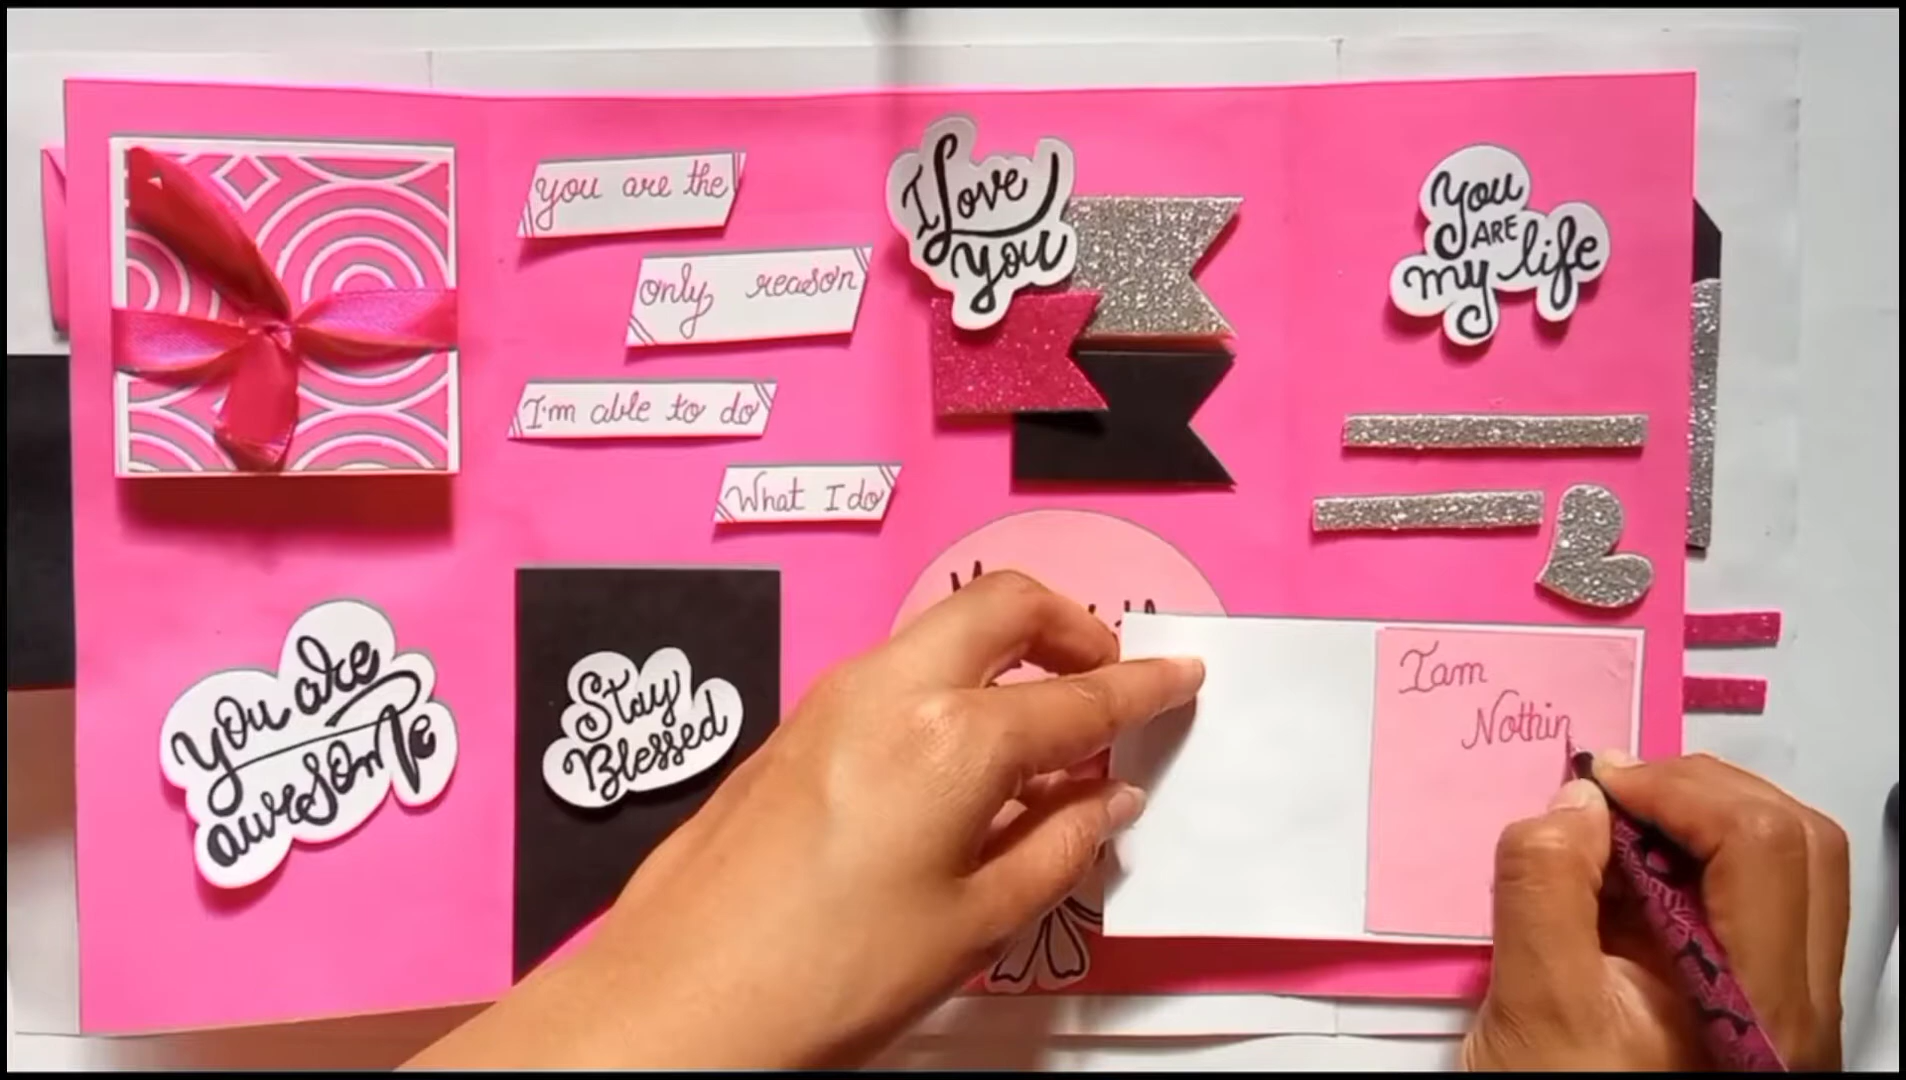 you are the
only reason
I'm able to do
What I do
I Love
you
You
ARE
my life
you are
awesome
Stay
Blessed
I am
Nothin